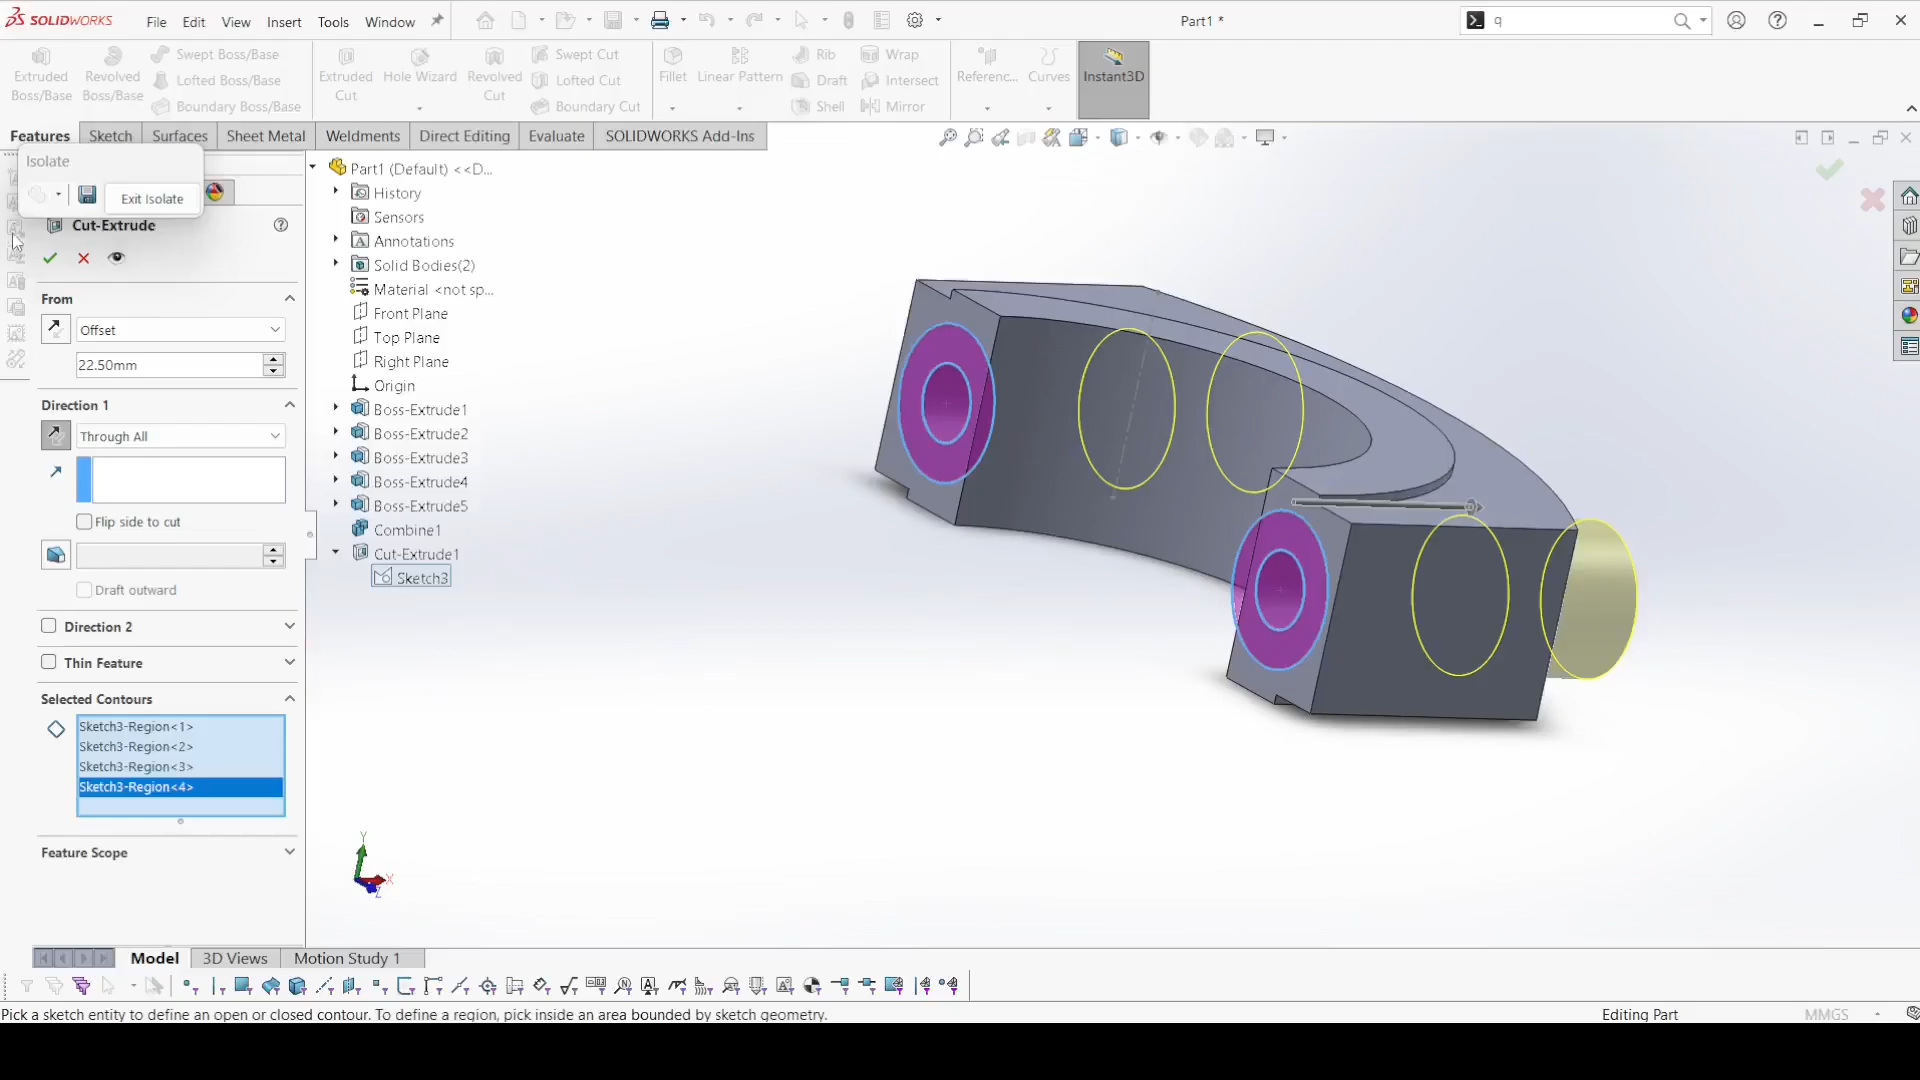 SOLIDWORKS File Edit View Insert Tools Window Part1 * q
Extruded Boss/Base
Revolved Boss/Base
Swept Boss/Base
Lofted Boss/Base
Boundary Boss/Base
Extruded Cut
Hole Wizard
Revolved Cut
Swept Cut
Lofted Cut
Boundary Cut
Fillet
Linear Pattern
Rib
Draft
Shell
Wrap
Intersect
Mirror
Referenc...
Curves
Instant3D
Features Sketch Surfaces Sheet Metal Weldments Direct Editing Evaluate SOLIDWORKS Add-Ins
Isolate
Exit Isolate
Cut-Extrude
From
Offset
22.50mm
Direction 1
Through All
Flip side to cut
Draft outward
Direction 2
Thin Feature
Selected Contours
Sketch3-Region<1>
Sketch3-Region<2>
Sketch3-Region<3>
Sketch3-Region<4>
Feature Scope
Part1 (Default) <<D...
History
Sensors
Annotations
Solid Bodies(2)
Material <not sp...
Front Plane
Top Plane
Right Plane
Origin
Boss-Extrude1
Boss-Extrude2
Boss-Extrude3
Boss-Extrude4
Boss-Extrude5
Combine1
Cut-Extrude1
Sketch3
Y
X
Z
Model 3D Views Motion Study 1
Pick a sketch entity to define an open or closed contour. To define a region, pick inside an area bounded by sketch geometry. Editing Part MMGS